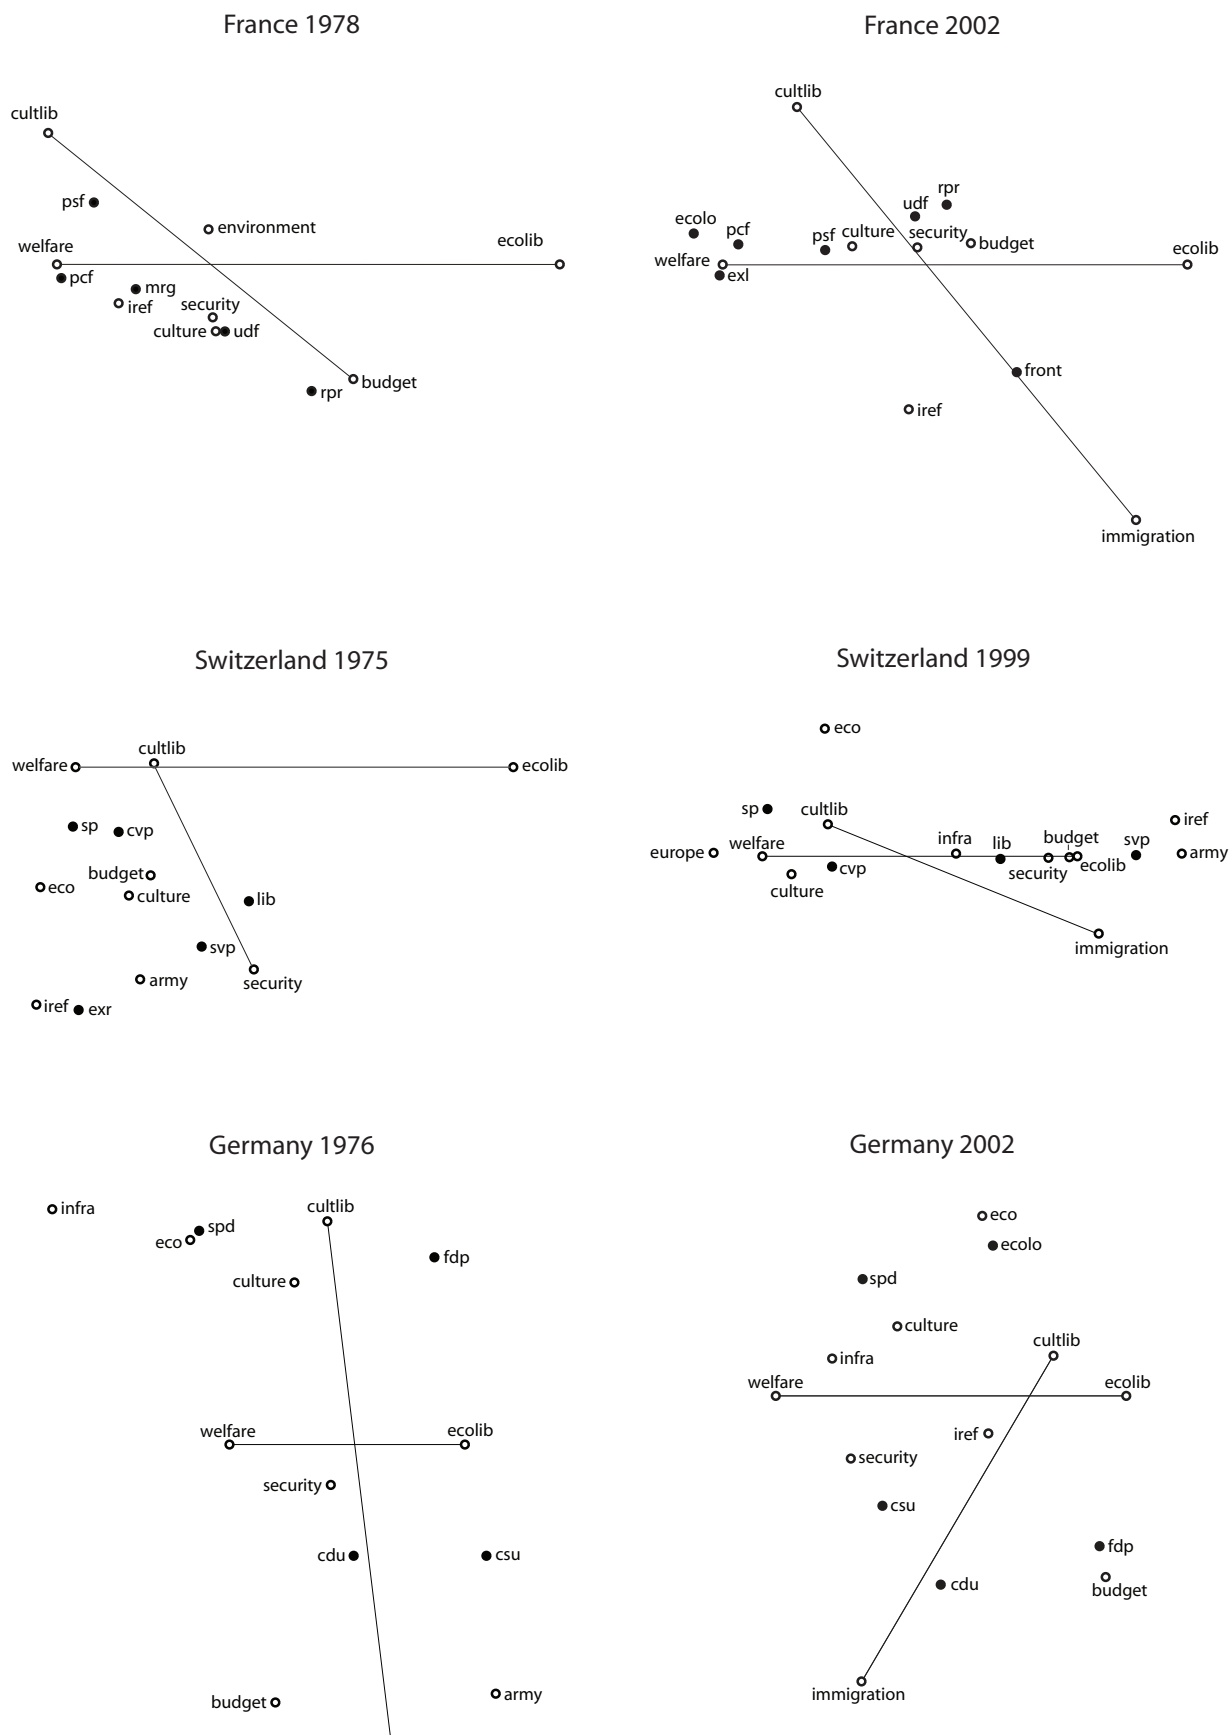 France 1978
cultlib
psf
environment
welfare
ecolib
pcf
mrg
iref
security
culture
udf
budget
rpr
France 2002
cultlib
rpr
udf
ecolo
pcf
psf
culture
security
budget
welfare
ecolib
exl
front
iref
immigration
Switzerland 1975
cultlib
welfare
ecolib
sp
cvp
budget
eco
culture
lib
svp
army
security
iref
exr
Switzerland 1999
eco
sp
cultlib
iref
infra
lib
budget
svp
europe
welfare
army
ecolib
cvp
security
culture
immigration
Germany 1976
infra
cultlib
spd
eco
fdp
culture
welfare
ecolib
security
cdu
csu
budget
army
Germany 2002
eco
ecolo
spd
culture
cultlib
infra
welfare
ecolib
iref
security
csu
fdp
cdu
budget
immigration